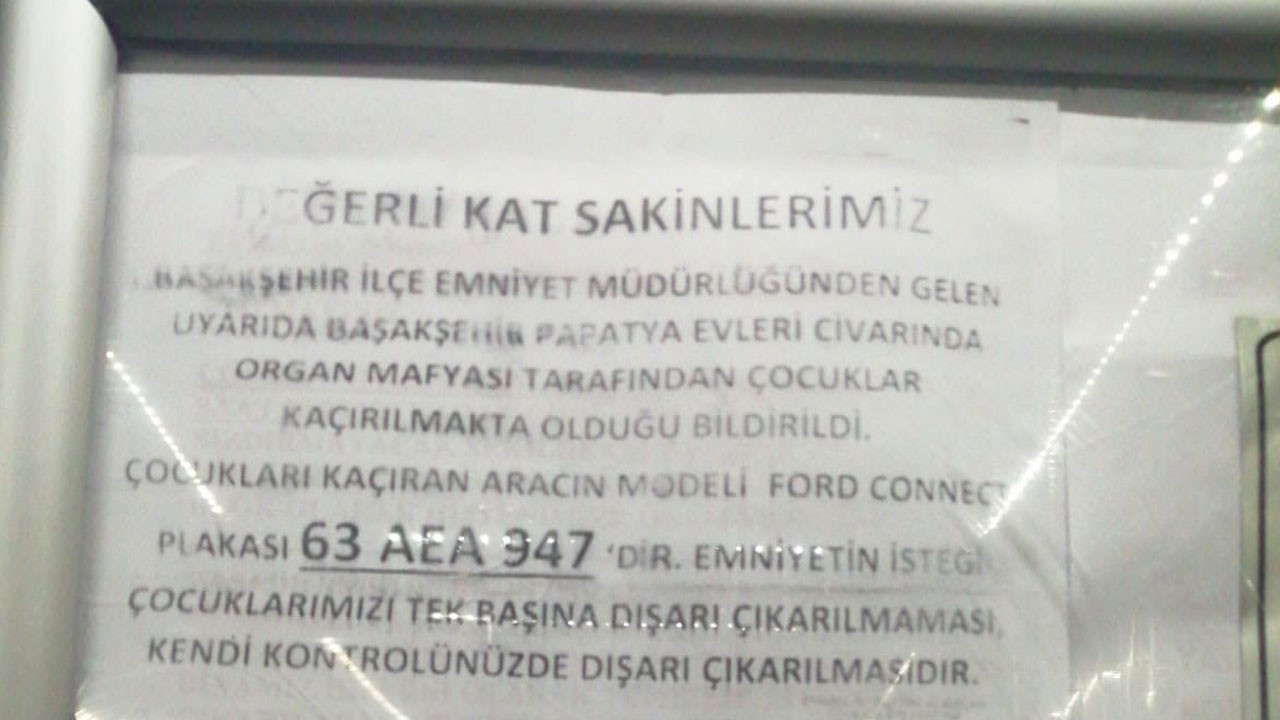 DEĞERLİ KAT SAKİNLERİMİZ
BAŞAKŞEHİR İLÇE EMNİYET MÜDÜRLÜĞÜNDEN GELEN
UYARIDA BAŞAKŞEHİR PAPATYA EVLERİ CİVARINDA
ORGAN MAFYASI TARAFINDAN ÇOCUKLAR
KAÇIRILMAKTA OLDUĞU BİLDİRİLDİ.
ÇOCUKLARI KAÇIRAN ARACIN MODELİ FORD CONNECT
PLAKASI 63 AEA 947 'DİR. EMNİYETİN İSTEGİ
ÇOCUKLARIMIZI TEK BAŞINA DIŞARI ÇIKARILMAMASI,
KENDİ KONTROLÜNÜZDE DIŞARI ÇIKARILMASIDIR.